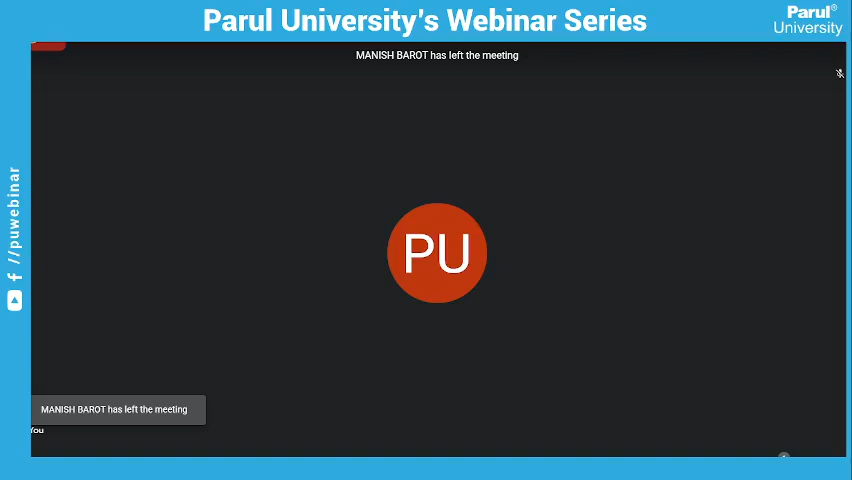 Parul University's Webinar Series
Parul®
University
MANISH BAROT has left the meeting
//puwebinar
PU
MANISH BAROT has left the meeting
You